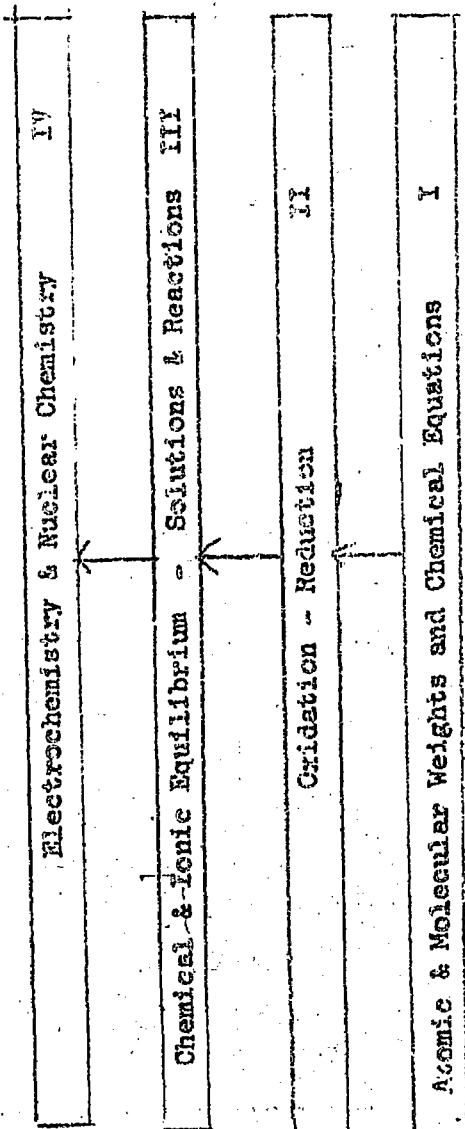 Electrochemistry & Nuclear Chemistry IV
Chemical & Ionic Equilibrium - Solutions & Reactions III
Oxidation - Reduction II
Atomic & Molecular Weights and Chemical Equations I